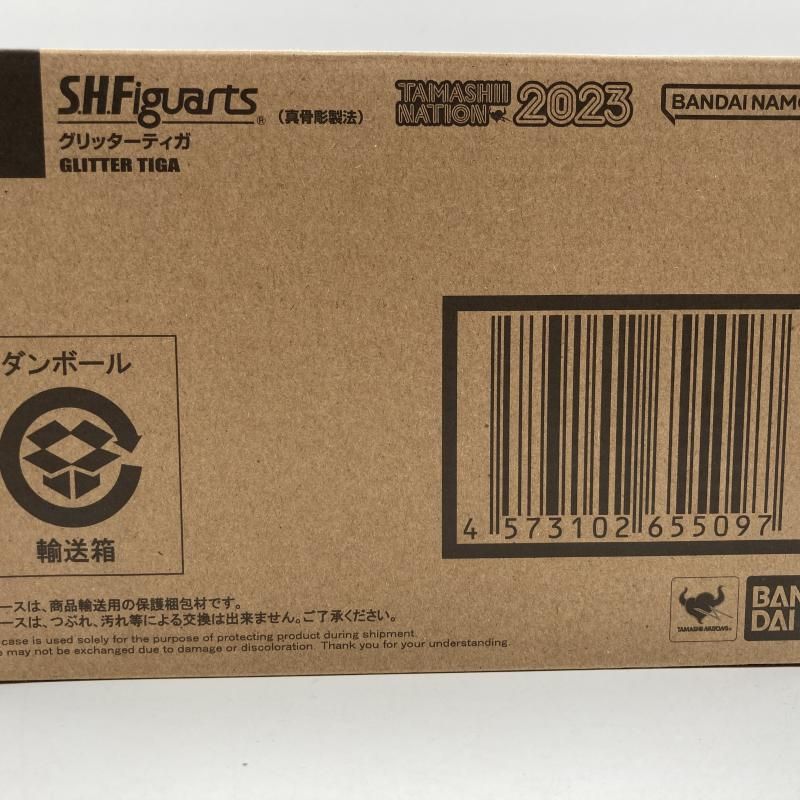 S.H.Figuarts® (真骨彫製法)
グリッターティガ
GLITTER TIGA
TAMASHII
NATION 2023
BANDAI NAMCO
ダンボール
輸送箱
4 573102 655097
ースは、商品輸送用の保護梱包材です。
ースは、つぶれ、汚れ等による交換は出来ません。ご了承ください。
case is used solely for the purpose of protecting product during shipment.
may not be exchanged due to damage or discoloration. Thank you for your understanding.
TAMASHII NATIONS®
BAN
DAI